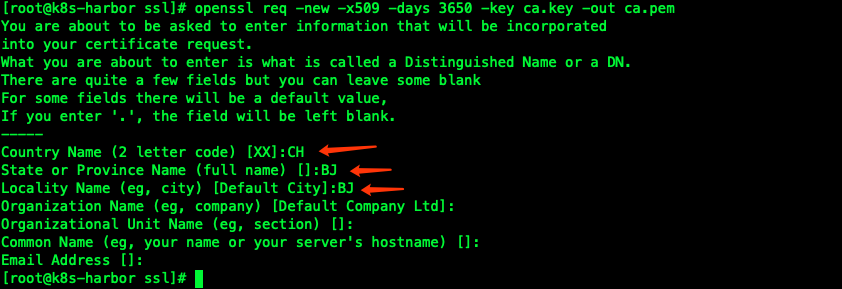 [root@k8s-harbor ssl]# openssl req -new -x509 -days 3650 -key ca.key -out ca.pem
You are about to be asked to enter information that will be incorporated
into your certificate request.
What you are about to enter is what is called a Distinguished Name or a DN.
There are quite a few fields but you can leave some blank
For some fields there will be a default value,
If you enter '.', the field will be left blank.
-----
Country Name (2 letter code) [XX]:CH
State or Province Name (full name) []:BJ
Locality Name (eg, city) [Default City]:BJ
Organization Name (eg, company) [Default Company Ltd]:
Organizational Unit Name (eg, section) []:
Common Name (eg, your name or your server's hostname) []:
Email Address []:
[root@k8s-harbor ssl]#